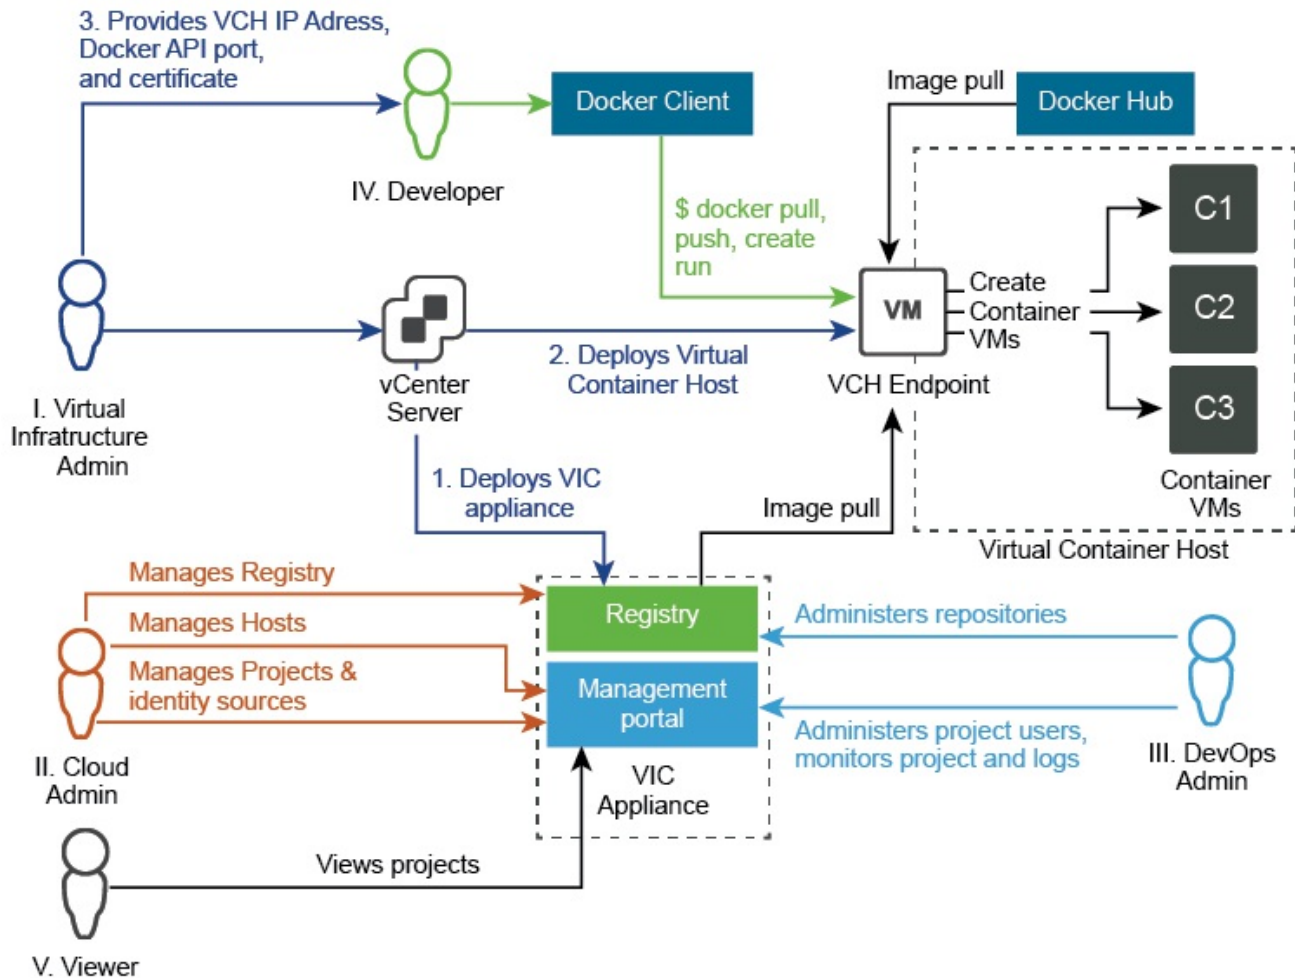 3. Provides VCH IP Adress,
Docker API port,
and certificate
Docker Client
Image pull
Docker Hub
IV. Developer
$ docker pull,
push, create
run
C1
C2
C3
VM
Create
Container
VMs
2. Deploys Virtual
Container Host
vCenter
Server
VCH Endpoint
I. Virtual
Infratructure
Admin
1. Deploys VIC
appliance
Image pull
Container
VMs
Virtual Container Host
Manages Registry
Manages Hosts
Manages Projects &
identity sources
Registry
Management
portal
VIC
Appliance
Administers repositories
Administers project users,
monitors project and logs
II. Cloud
Admin
III. DevOps
Admin
Views projects
V. Viewer